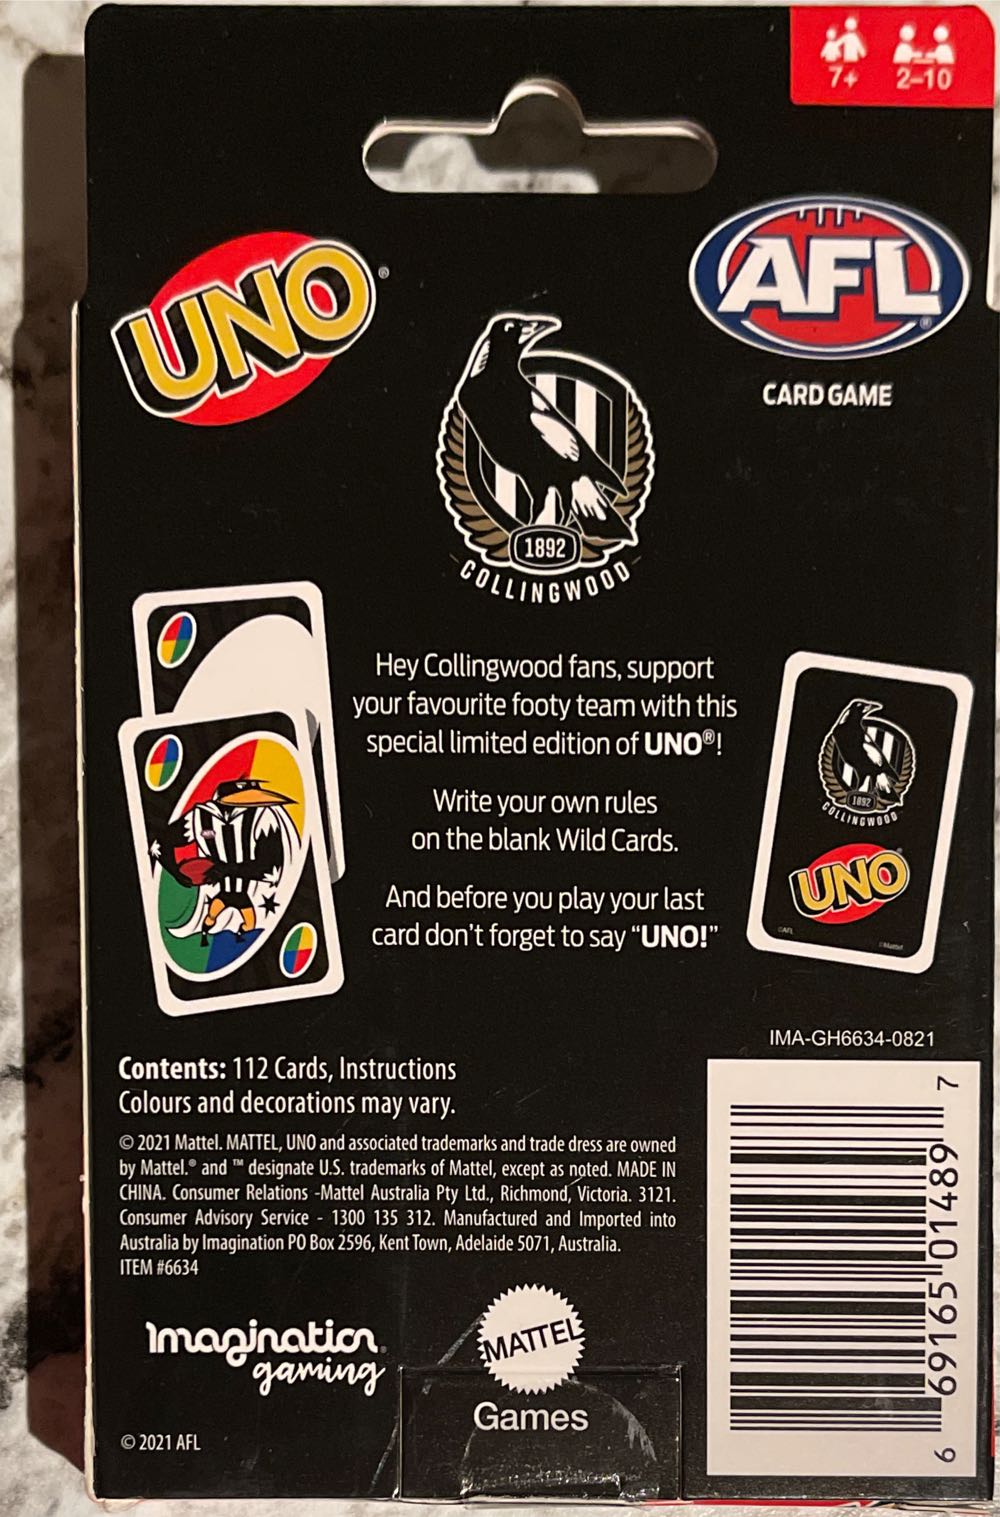 7+ 2-10
UNO®
AFL®
CARD GAME
1892
COLLINGWOOD
Hey Collingwood fans, support
your favourite footy team with this
special limited edition of UNO®!
Write your own rules
on the blank Wild Cards.
And before you play your last
card don't forget to say “UNO!”
1892
COLLINGWOOD
UNO
©AFL ©Mattel
IMA-GH6634-0821
Contents: 112 Cards, Instructions
Colours and decorations may vary.
© 2021 Mattel. MATTEL, UNO and associated trademarks and trade dress are owned
by Mattel.® and ™ designate U.S. trademarks of Mattel, except as noted. MADE IN
CHINA. Consumer Relations -Mattel Australia Pty Ltd., Richmond, Victoria. 3121.
Consumer Advisory Service - 1300 135 312. Manufactured and Imported into
Australia by Imagination PO Box 2596, Kent Town, Adelaide 5071, Australia.
ITEM #6634
Imagination
gaming
MATTEL
Games
© 2021 AFL
6 69165 01489 7